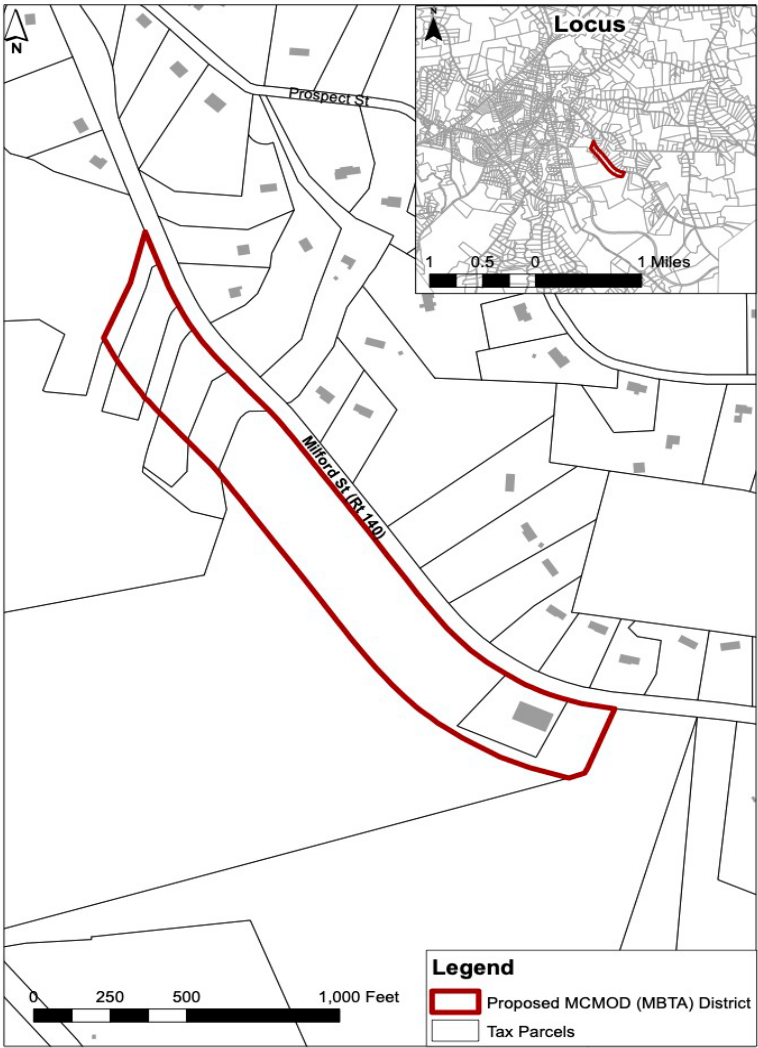 N
N
Locus
Prospect St
1 0.5 0 1 Miles
Milford St (Rt 140)
Legend
Proposed MCMOD (MBTA) District
Tax Parcels
0 250 500 1,000 Feet